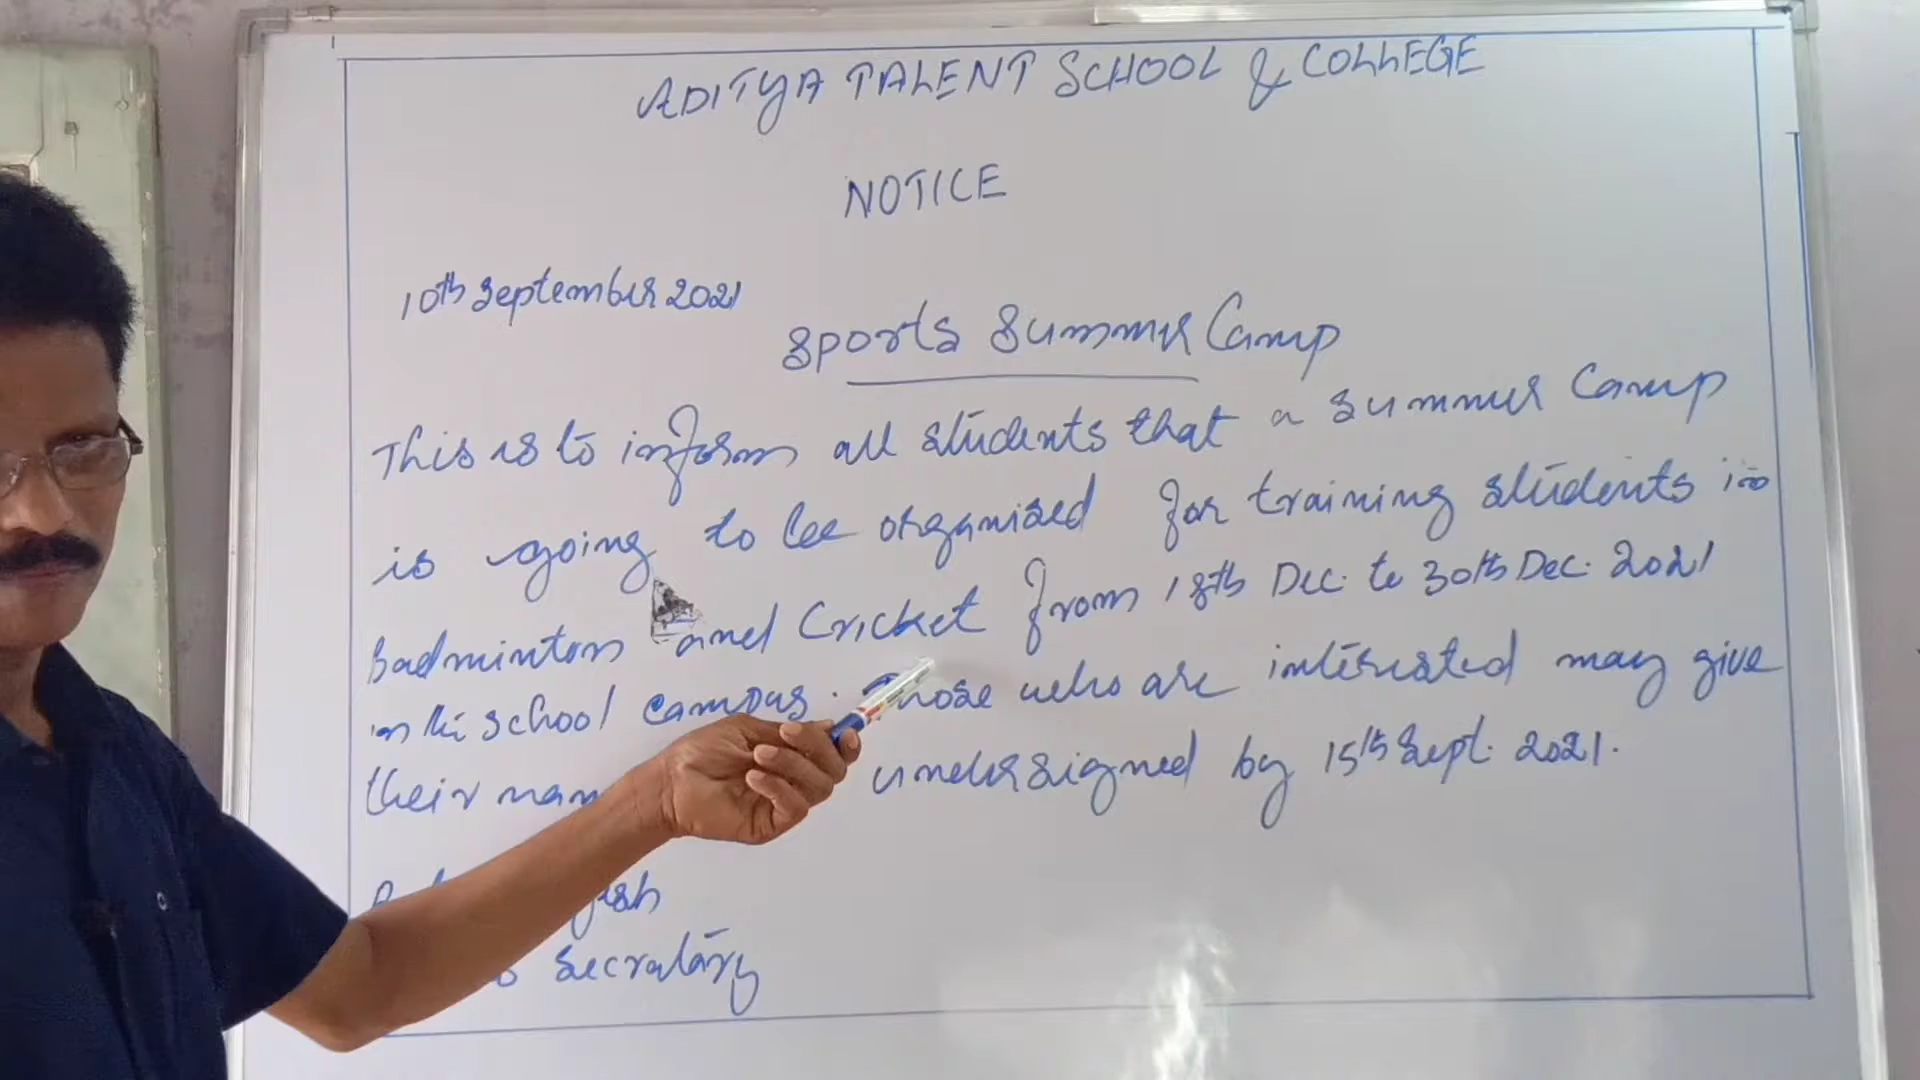 ADITYA TALENT SCHOOL & COLLEGE
NOTICE
10th September 2021
Sports Summer Camp
This is to inform all students that a summer Camp
is going to be organised for training students in
Badminton and Cricket from 18th Dec. to 30th Dec. 2021
in the school campus. Those who are interested may give
their undersigned by 15th Sept. 2021.
Secratary